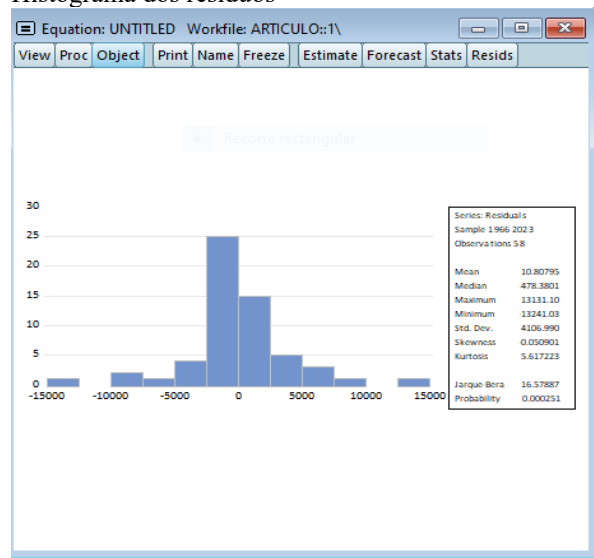 Histograma dos resíduos
Equation: UNTITLED Workfile: ARTICULO::1\
View Proc Object Print Name Freeze Estimate Forecast Stats Resids
Recorte rectangular
30
25
20
15
10
5
0
-15000 -10000 -5000 0 5000 10000 15000
Series: Residuals
Sample 1966 2023
Observations 58
Mean 10.80795
Median -478.3801
Maximum 13131.10
Minimum -13241.03
Std. Dev. 4106.990
Skewness -0.050901
Kurtosis 5.617223
Jarque-Bera 16.57887
Probability 0.000251